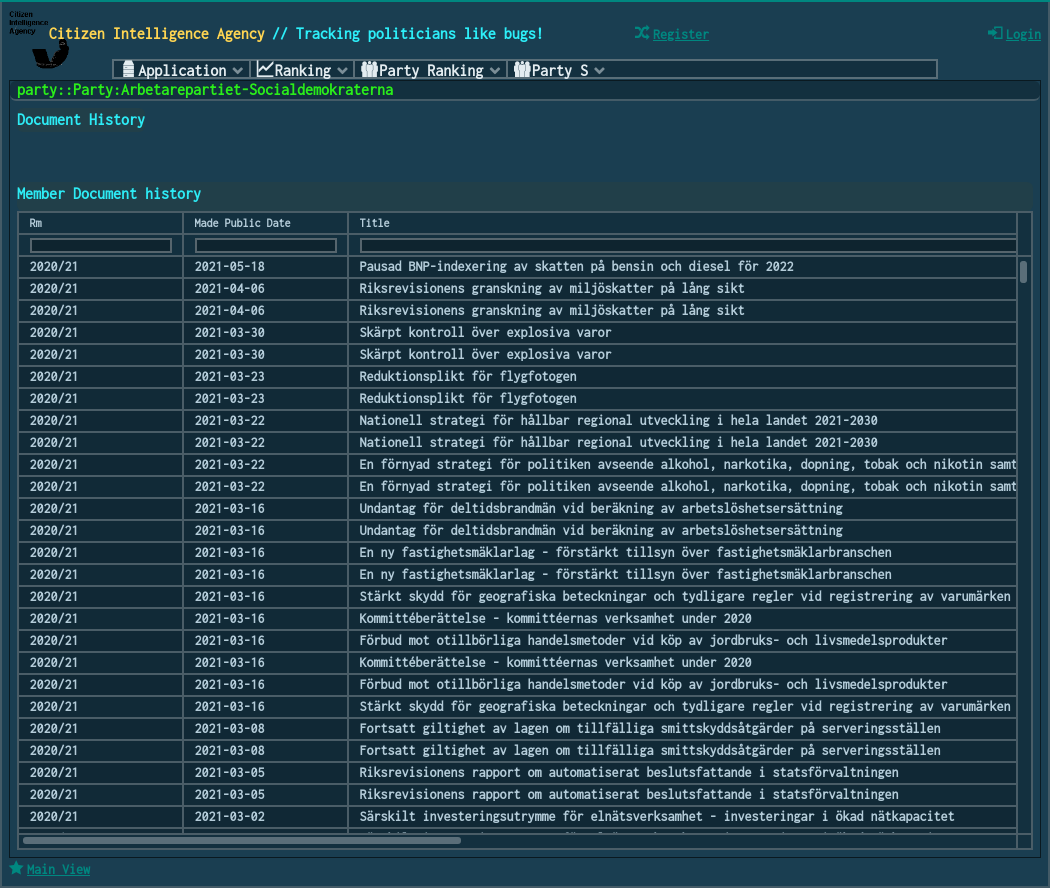 Citizen
Intelligence
Agency
Citizen Intelligence Agency // Tracking politicians like bugs!
Register
Login
Application Ranking Party Ranking Party S
party::Party:Arbetarepartiet-Socialdemokraterna
Document History
Member Document history
Rm Made Public Date Title
2020/21 2021-05-18 Pausad BNP-indexering av skatten på bensin och diesel för 2022
2020/21 2021-04-06 Riksrevisionens granskning av miljöskatter på lång sikt
2020/21 2021-04-06 Riksrevisionens granskning av miljöskatter på lång sikt
2020/21 2021-03-30 Skärpt kontroll över explosiva varor
2020/21 2021-03-30 Skärpt kontroll över explosiva varor
2020/21 2021-03-23 Reduktionsplikt för flygfotogen
2020/21 2021-03-23 Reduktionsplikt för flygfotogen
2020/21 2021-03-22 Nationell strategi för hållbar regional utveckling i hela landet 2021-2030
2020/21 2021-03-22 Nationell strategi för hållbar regional utveckling i hela landet 2021-2030
2020/21 2021-03-22 En förnyad strategi för politiken avseende alkohol, narkotika, dopning, tobak och nikotin samt
2020/21 2021-03-22 En förnyad strategi för politiken avseende alkohol, narkotika, dopning, tobak och nikotin samt
2020/21 2021-03-16 Undantag för deltidsbrandmän vid beräkning av arbetslöshetsersättning
2020/21 2021-03-16 Undantag för deltidsbrandmän vid beräkning av arbetslöshetsersättning
2020/21 2021-03-16 En ny fastighetsmäklarlag - förstärkt tillsyn över fastighetsmäklarbranschen
2020/21 2021-03-16 En ny fastighetsmäklarlag - förstärkt tillsyn över fastighetsmäklarbranschen
2020/21 2021-03-16 Stärkt skydd för geografiska beteckningar och tydligare regler vid registrering av varumärken
2020/21 2021-03-16 Kommittéberättelse - kommittéernas verksamhet under 2020
2020/21 2021-03-16 Förbud mot otillbörliga handelsmetoder vid köp av jordbruks- och livsmedelsprodukter
2020/21 2021-03-16 Kommittéberättelse - kommittéernas verksamhet under 2020
2020/21 2021-03-16 Förbud mot otillbörliga handelsmetoder vid köp av jordbruks- och livsmedelsprodukter
2020/21 2021-03-16 Stärkt skydd för geografiska beteckningar och tydligare regler vid registrering av varumärken
2020/21 2021-03-08 Fortsatt giltighet av lagen om tillfälliga smittskyddsåtgärder på serveringsställen
2020/21 2021-03-08 Fortsatt giltighet av lagen om tillfälliga smittskyddsåtgärder på serveringsställen
2020/21 2021-03-05 Riksrevisionens rapport om automatiserat beslutsfattande i statsförvaltningen
2020/21 2021-03-05 Riksrevisionens rapport om automatiserat beslutsfattande i statsförvaltningen
2020/21 2021-03-02 Särskilt investeringsutrymme för elnätsverksamhet - investeringar i ökad nätkapacitet
Main View